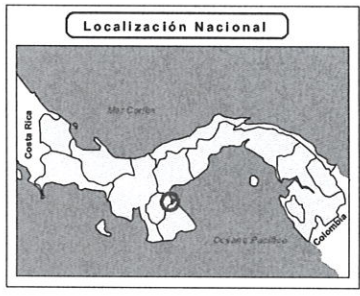 Localización Nacional
Mar Caribe
Costa Rica
Océano Pacífico
Colombia